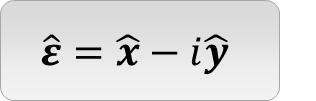 𝜺̂ = 𝒙̂ − 𝑖𝒚̂